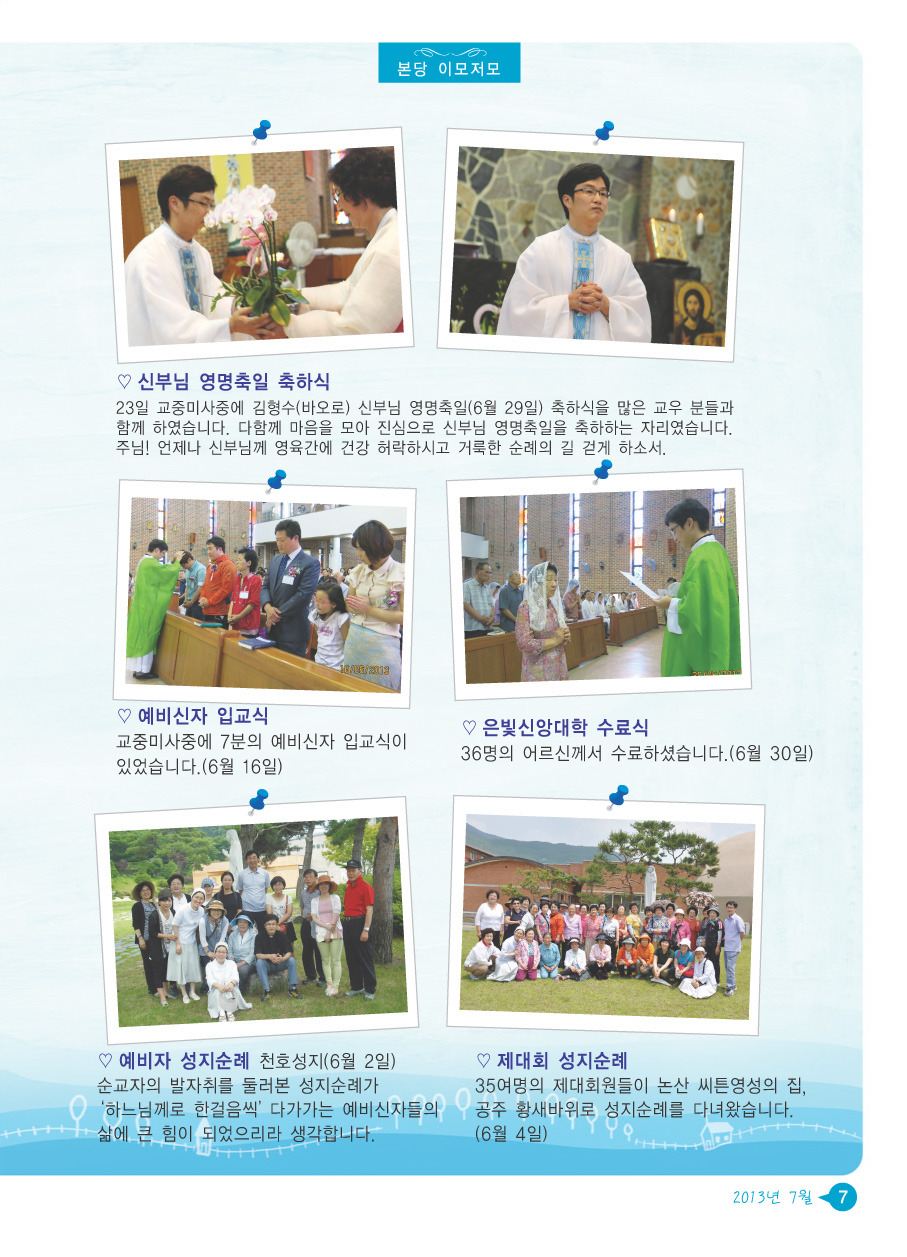 본당 이모저모
♡ 신부님 영명축일 축하식
23일 교중미사중에 김형수(바오로) 신부님 영명축일(6월 29일) 축하식을 많은 교우 분들과
함께 하였습니다. 다함께 마음을 모아 진심으로 신부님 영명축일을 축하하는 자리였습니다.
주님! 언제나 신부님께 영육간에 건강 허락하시고 거룩한 순례의 길 걷게 하소서.
16/06/2013
♡ 예비신자 입교식
교중미사중에 7분의 예비신자 입교식이
있었습니다.(6월 16일)
♡ 은빛신앙대학 수료식
36명의 어르신께서 수료하셨습니다.(6월 30일)
♡ 예비자 성지순례 천호성지(6월 2일)
순교자의 발자취를 둘러본 성지순례가
‘하느님께로 한걸음씩’ 다가가는 예비신자들의
삶에 큰 힘이 되었으리라 생각합니다.
♡ 제대회 성지순례
35여명의 제대회원들이 논산 씨튼영성의 집,
공주 황새바위로 성지순례를 다녀왔습니다.
(6월 4일)
2013년 7월 7